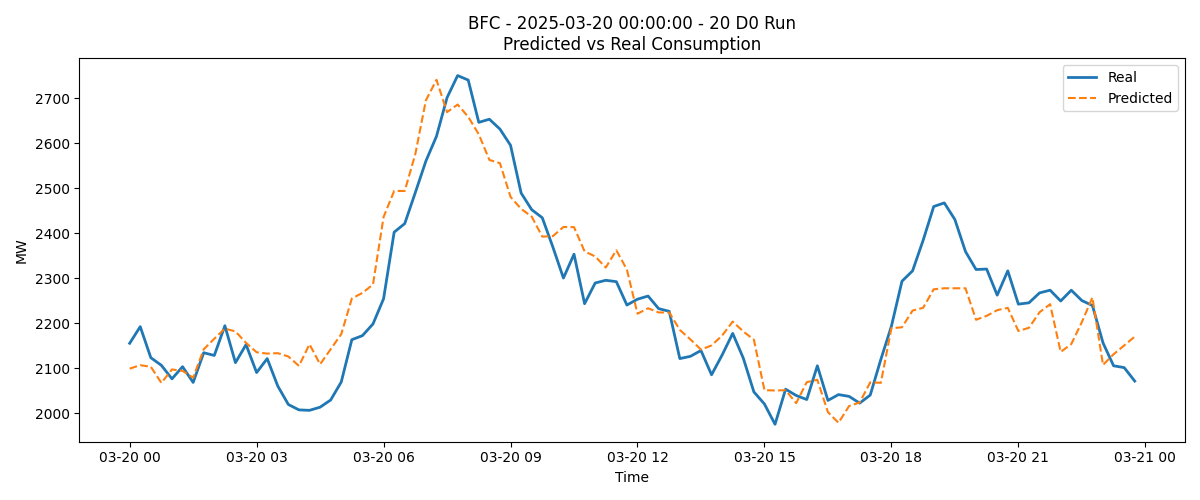 BFC - 2025-03-20 00:00:00 - 20 D0 Run
Predicted vs Real Consumption
Real
Predicted
MW
2700
2600
2500
2400
2300
2200
2100
2000
03-20 00
03-20 03
03-20 06
03-20 09
03-20 12
03-20 15
03-20 18
03-20 21
03-21 00
Time